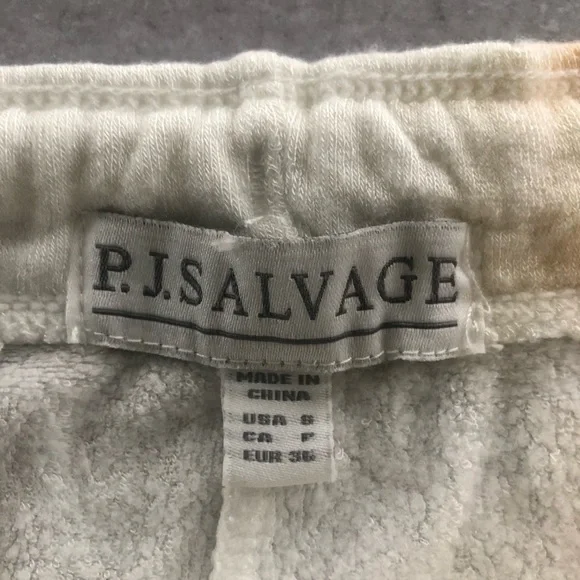 P.J.SALVAGE
MADE IN
CHINA
USA S
CA P
EUR 36